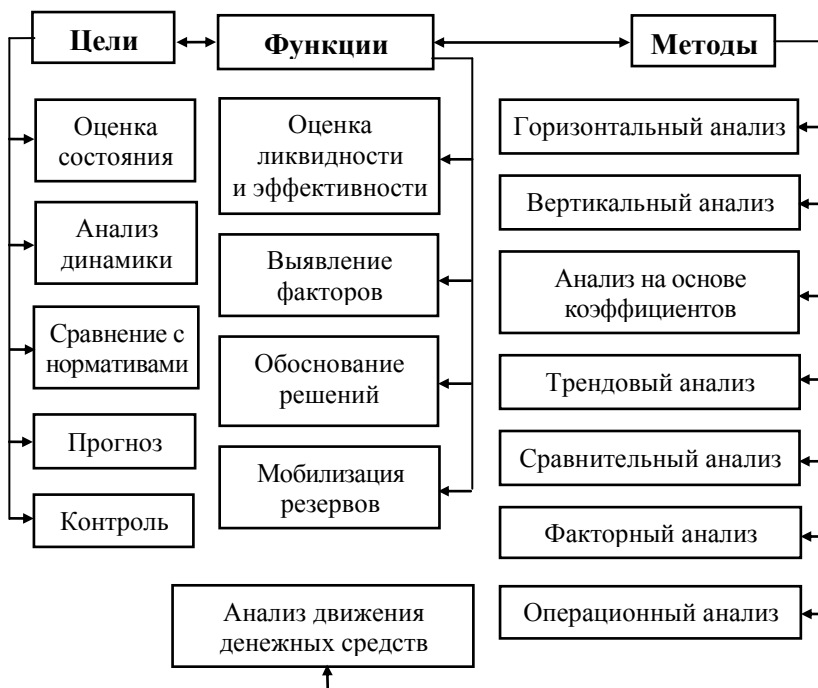 Цели
Функции
Методы
Оценка
состояния
Анализ
динамики
Сравнение с
нормативами
Прогноз
Контроль
Оценка
ликвидности
и эффективности
Выявление
факторов
Обоснование
решений
Мобилизация
резервов
Горизонтальный анализ
Вертикальный анализ
Анализ на основе
коэффициентов
Трендовый анализ
Сравнительный анализ
Факторный анализ
Операционный анализ
Анализ движения
денежных средств